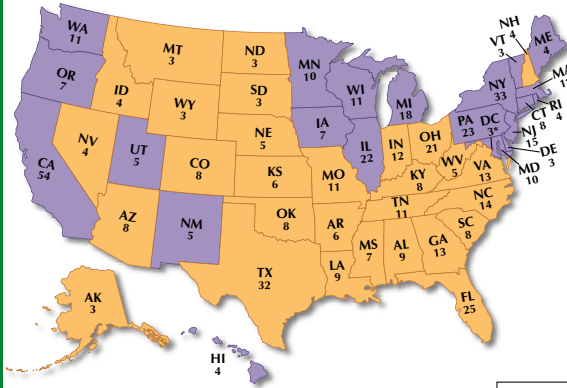 WA
11
OR
7
CA
54
NV
4
ID
4
MT
3
WY
3
UT
5
AZ
8
CO
8
NM
5
ND
3
SD
3
NE
5
KS
6
OK
8
TX
32
MN
10
IA
7
MO
11
AR
6
LA
9
WI
11
IL
22
MI
18
IN
12
OH
21
KY
8
TN
11
MS
7
AL
9
GA
13
FL
25
SC
8
NC
14
VA
13
WV
5
PA
23
DC
3*
NY
33
VT
3
NH
4
ME
4
RI
4
CT
8
NJ
15
DE
3
MD
10
AK
3
HI
4